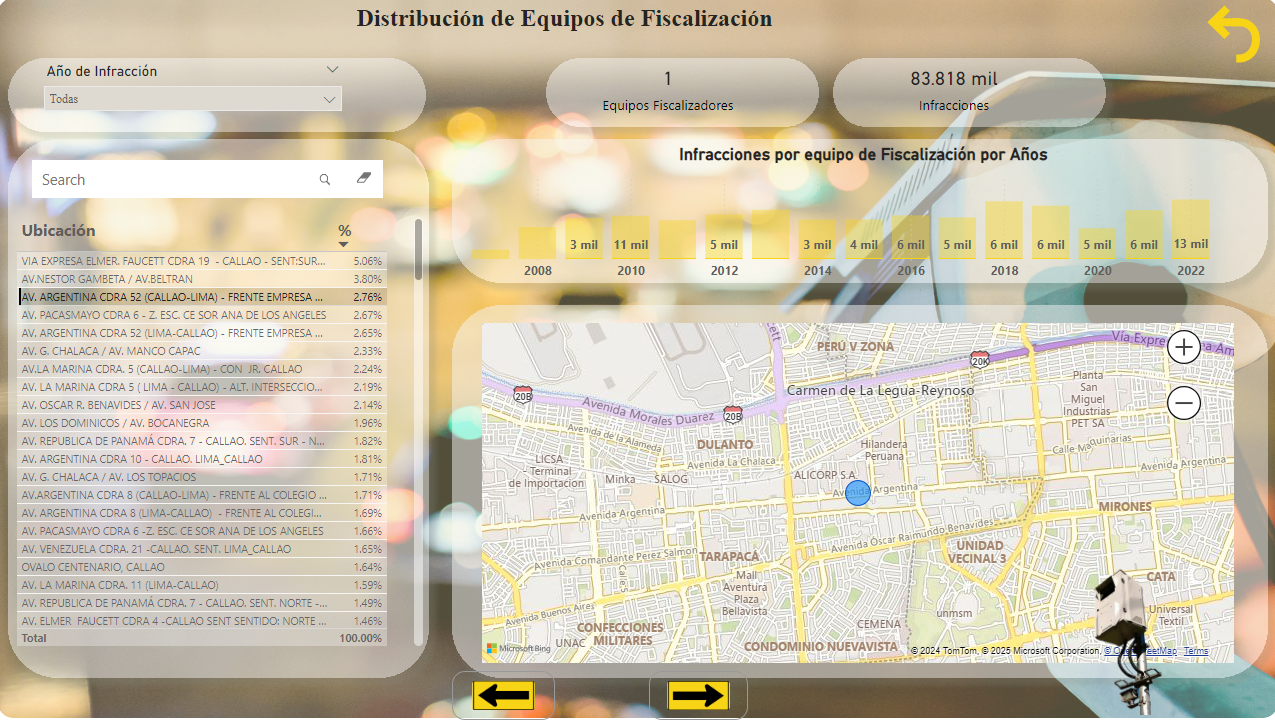 Distribución de Equipos de Fiscalización
Año de Infracción
Todas
1
Equipos Fiscalizadores
83.818 mil
Infracciones
Search
Ubicación %
VIA EXPRESA ELMER. FAUCETT CDRA 19 - CALLAO - SENT:SUR... 5.06%
AV.NESTOR GAMBETA / AV.BELTRAN 3.80%
AV. ARGENTINA CDRA 52 (CALLAO-LIMA) - FRENTE EMPRESA ... 2.76%
AV. PACASMAYO CDRA 6 - Z. ESC. CE SOR ANA DE LOS ANGELES 2.67%
AV. ARGENTINA CDRA 52 (LIMA-CALLAO) - FRENTE EMPRESA ... 2.65%
AV. G. CHALACA / AV. MANCO CAPAC 2.33%
AV.LA MARINA CDRA. 5 (CALLAO-LIMA) - CON JR. CALLAO 2.24%
AV. LA MARINA CDRA 5 ( LIMA - CALLAO) - ALT. INTERSECCIO... 2.19%
AV. OSCAR R. BENAVIDES / AV. SAN JOSE 2.14%
AV. LOS DOMINICOS / AV. BOCANEGRA 1.96%
AV. REPUBLICA DE PANAMÁ CDRA. 7 - CALLAO. SENT. SUR - N... 1.82%
AV. ARGENTINA CDRA 10 - CALLAO. LIMA_CALLAO 1.81%
AV. G. CHALACA / AV. LOS TOPACIOS 1.71%
AV.ARGENTINA CDRA 8 (CALLAO-LIMA) - FRENTE AL COLEGIO ... 1.71%
AV. ARGENTINA CDRA 8 (LIMA-CALLAO) - FRENTE AL COLEGI... 1.69%
AV. PACASMAYO CDRA 6 -Z. ESC. CE SOR ANA DE LOS ANGELES 1.66%
AV. VENEZUELA CDRA. 21 -CALLAO. SENT. LIMA_CALLAO 1.65%
OVALO CENTENARIO, CALLAO 1.64%
AV. LA MARINA CDRA. 11 (LIMA-CALLAO) 1.59%
AV. REPUBLICA DE PANAMÁ CDRA. 7 - CALLAO. SENT. NORTE -... 1.49%
AV. ELMER FAUCETT CDRA 4 -CALLAO SENT SENTIDO: NORTE ... 1.46%
Total 100.00%
Infracciones por equipo de Fiscalización por Años
3 mil 11 mil 5 mil 3 mil 4 mil 6 mil 5 mil 6 mil 6 mil 5 mil 6 mil 13 mil
2008 2010 2012 2014 2016 2018 2020 2022
PERÚ V ZONA
20K
20B
Carmen de La Legua-Reynoso
Planta
San
Miguel
Industrias
PET SA
Avenida Morales Duarez
20B
Avenida de la Alameda
DULANTO
Hilandera
Peruana
Avenida La Chalaca
LICSA
- Terminal
de Importacion
Minka
SALOG
ALICORP S.A.
Avenida Argentina
Avenida Argentina
Avenida Argentina
MIRONES
Avenida Óscar Raimundo Benavides
Avenida Comandante Pérez Salmon
TARAPACÁ
UNIDAD
VECINAL 3
Mall
Aventura
Plaza
Bellavista
CATA
Avenida Buenos Aires
unmsm
Universal
Textil
CEMENA
CONFECCIONES
MILITARES
UNAC
CONDOMINIO NUEVAVISTA
Microsoft Bing
© 2024 TomTom, © 2025 Microsoft Corporation, Terms